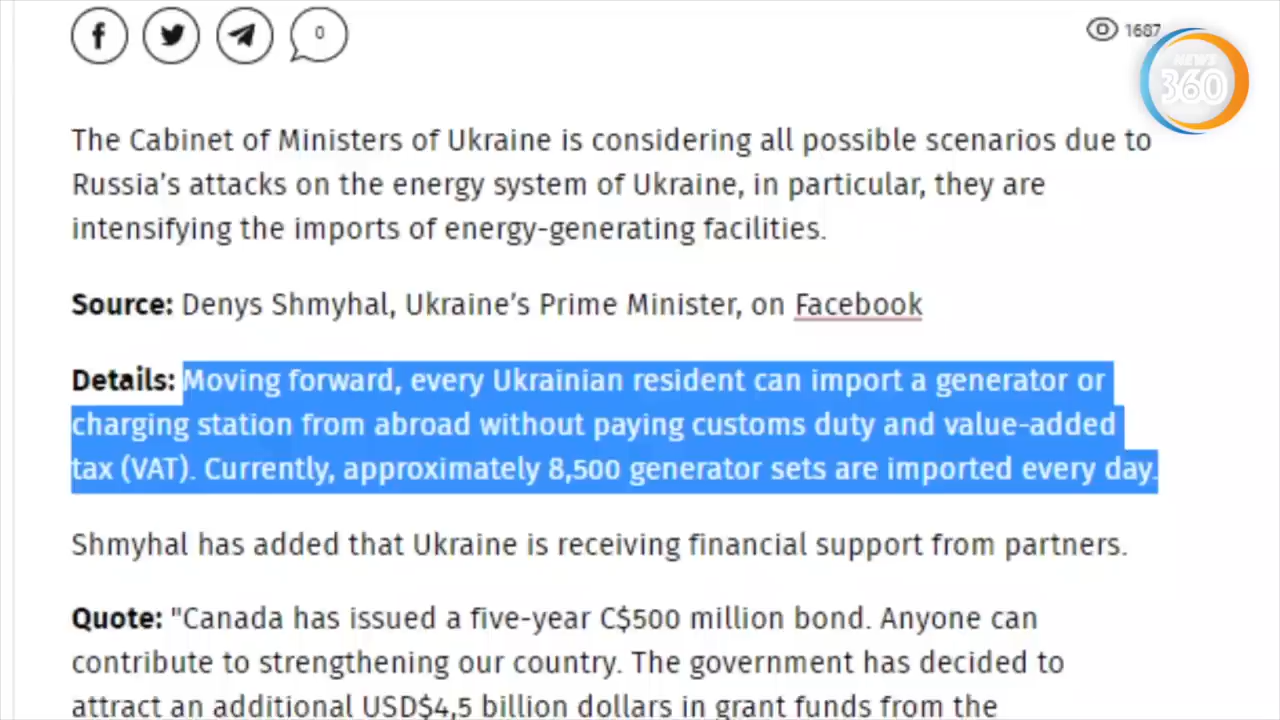 0
1687
NEWS
360
The Cabinet of Ministers of Ukraine is considering all possible scenarios due to
Russia’s attacks on the energy system of Ukraine, in particular, they are
intensifying the imports of energy-generating facilities.
Source: Denys Shmyhal, Ukraine’s Prime Minister, on Facebook
Details: Moving forward, every Ukrainian resident can import a generator or
charging station from abroad without paying customs duty and value-added
tax (VAT). Currently, approximately 8,500 generator sets are imported every day.
Shmyhal has added that Ukraine is receiving financial support from partners.
Quote: "Canada has issued a five-year C$500 million bond. Anyone can
contribute to strengthening our country. The government has decided to
attract an additional USD$4,5 billion dollars in grant funds from the